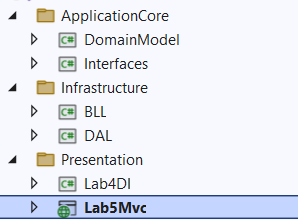 ApplicationCore
C# DomainModel
C# Interfaces
Infrastructure
C# BLL
C# DAL
Presentation
C# Lab4DI
Lab5Mvc